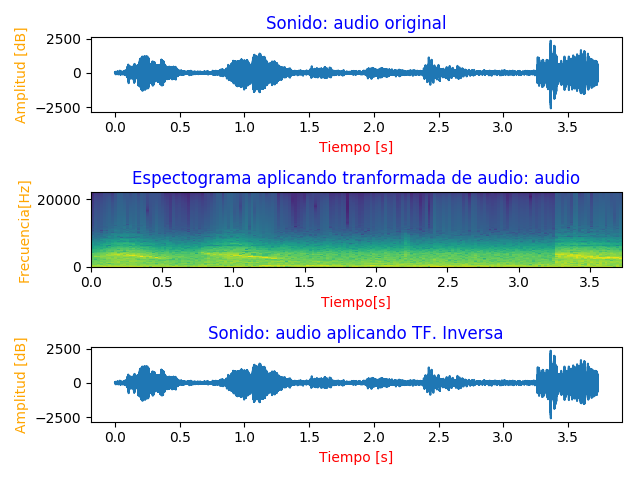 Sonido: audio original
Amplitud [dB]
2500
0
−2500
0.0 0.5 1.0 1.5 2.0 2.5 3.0 3.5
Tiempo [s]
Espectograma aplicando tranformada de audio: audio
Frecuencia[Hz]
20000
0
0.0 0.5 1.0 1.5 2.0 2.5 3.0 3.5
Tiempo[s]
Sonido: audio aplicando TF. Inversa
Amplitud [dB]
2500
0
−2500
0.0 0.5 1.0 1.5 2.0 2.5 3.0 3.5
Tiempo [s]